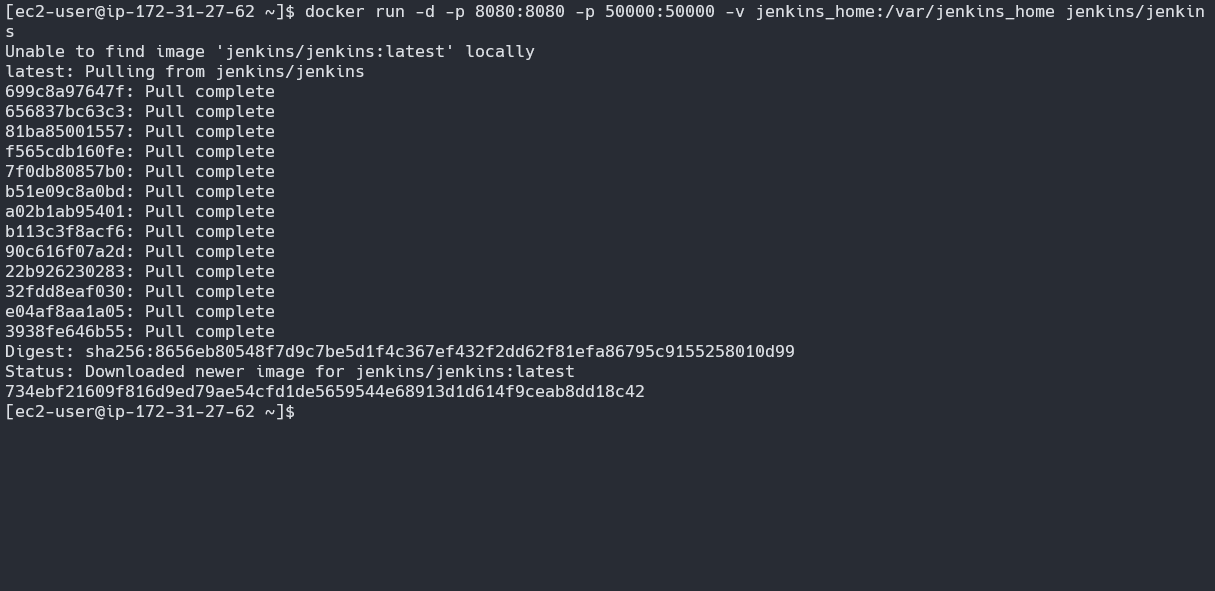 [ec2-user@ip-172-31-27-62 ~]$ docker run -d -p 8080:8080 -p 50000:50000 -v jenkins_home:/var/jenkins_home jenkins/jenkin
s
Unable to find image 'jenkins/jenkins:latest' locally
latest: Pulling from jenkins/jenkins
699c8a97647f: Pull complete
656837bc63c3: Pull complete
81ba85001557: Pull complete
f565cdb160fe: Pull complete
7f0db80857b0: Pull complete
b51e09c8a0bd: Pull complete
a02b1ab95401: Pull complete
b113c3f8acf6: Pull complete
90c616f07a2d: Pull complete
22b926230283: Pull complete
32fdd8eaf030: Pull complete
e04af8aa1a05: Pull complete
3938fe646b55: Pull complete
Digest: sha256:8656eb80548f7d9c7be5d1f4c367ef432f2dd62f81efa86795c9155258010d99
Status: Downloaded newer image for jenkins/jenkins:latest
734ebf21609f816d9ed79ae54cfd1de5659544e68913d1d614f9ceab8dd18c42
[ec2-user@ip-172-31-27-62 ~]$